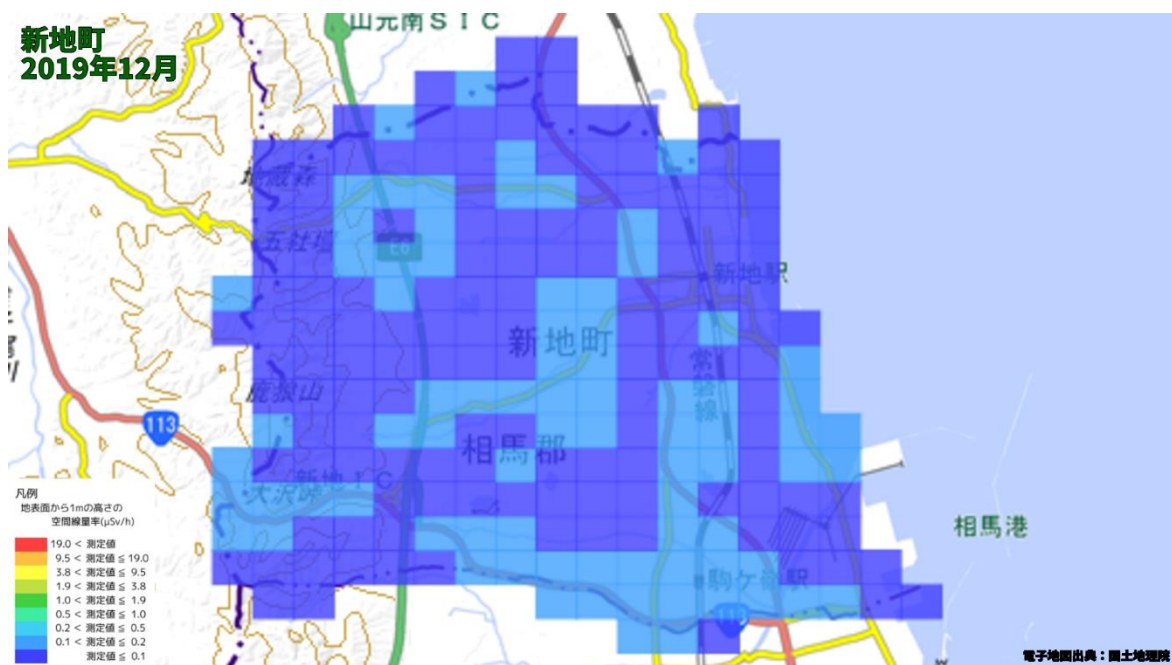 新地町
2019年12月
山元南ＳＩＣ
地蔵森
五社壇
E6
新地駅
新地町
常磐線
鹿狼山
113
相馬郡
新地ＩＣ
大沢峠
相馬港
駒ケ嶺駅
113
凡例
地表面から1mの高さの
空間線量率(μSv/h)
19.0 < 測定値
9.5 < 測定値 ≦ 19.0
3.8 < 測定値 ≦ 9.5
1.9 < 測定値 ≦ 3.8
1.0 < 測定値 ≦ 1.9
0.5 < 測定値 ≦ 1.0
0.2 < 測定値 ≦ 0.5
0.1 < 測定値 ≦ 0.2
測定値 ≦ 0.1
電子地図出典：国土地理院